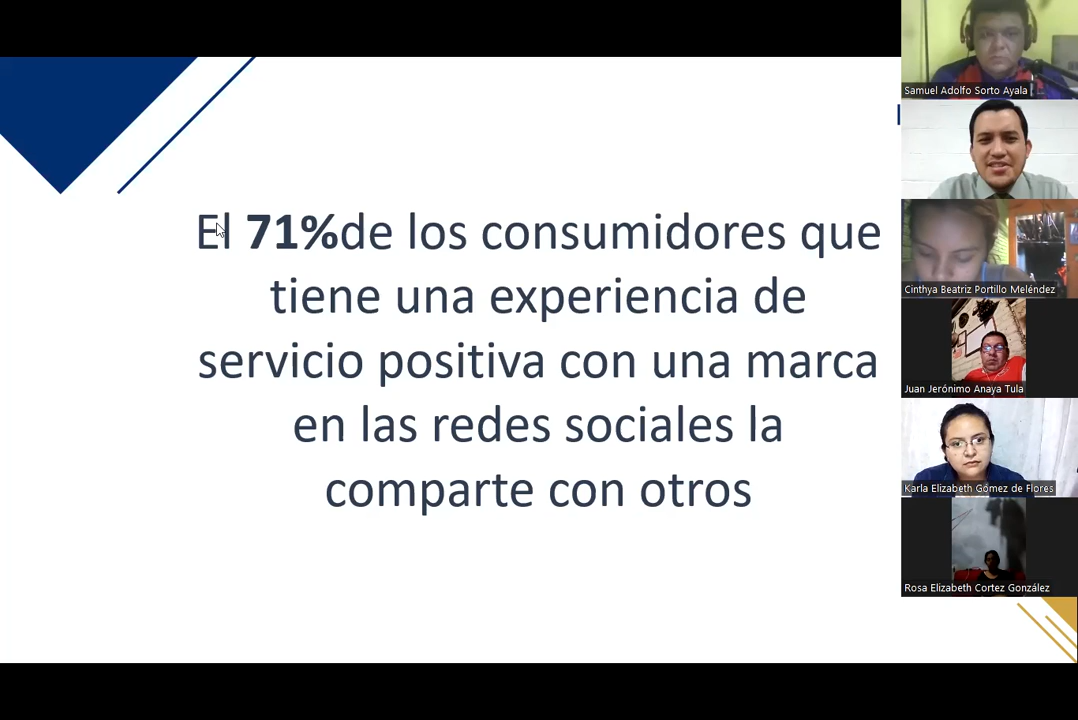 El 71%de los consumidores que
tiene una experiencia de
servicio positiva con una marca
en las redes sociales la
comparte con otros
Samuel Adolfo Sorto Ayala
Cinthya Beatriz Portillo Meléndez
Juan Jerónimo Anaya Tula
Karla Elizabeth Gómez de Flores
Rosa Elizabeth Cortez González